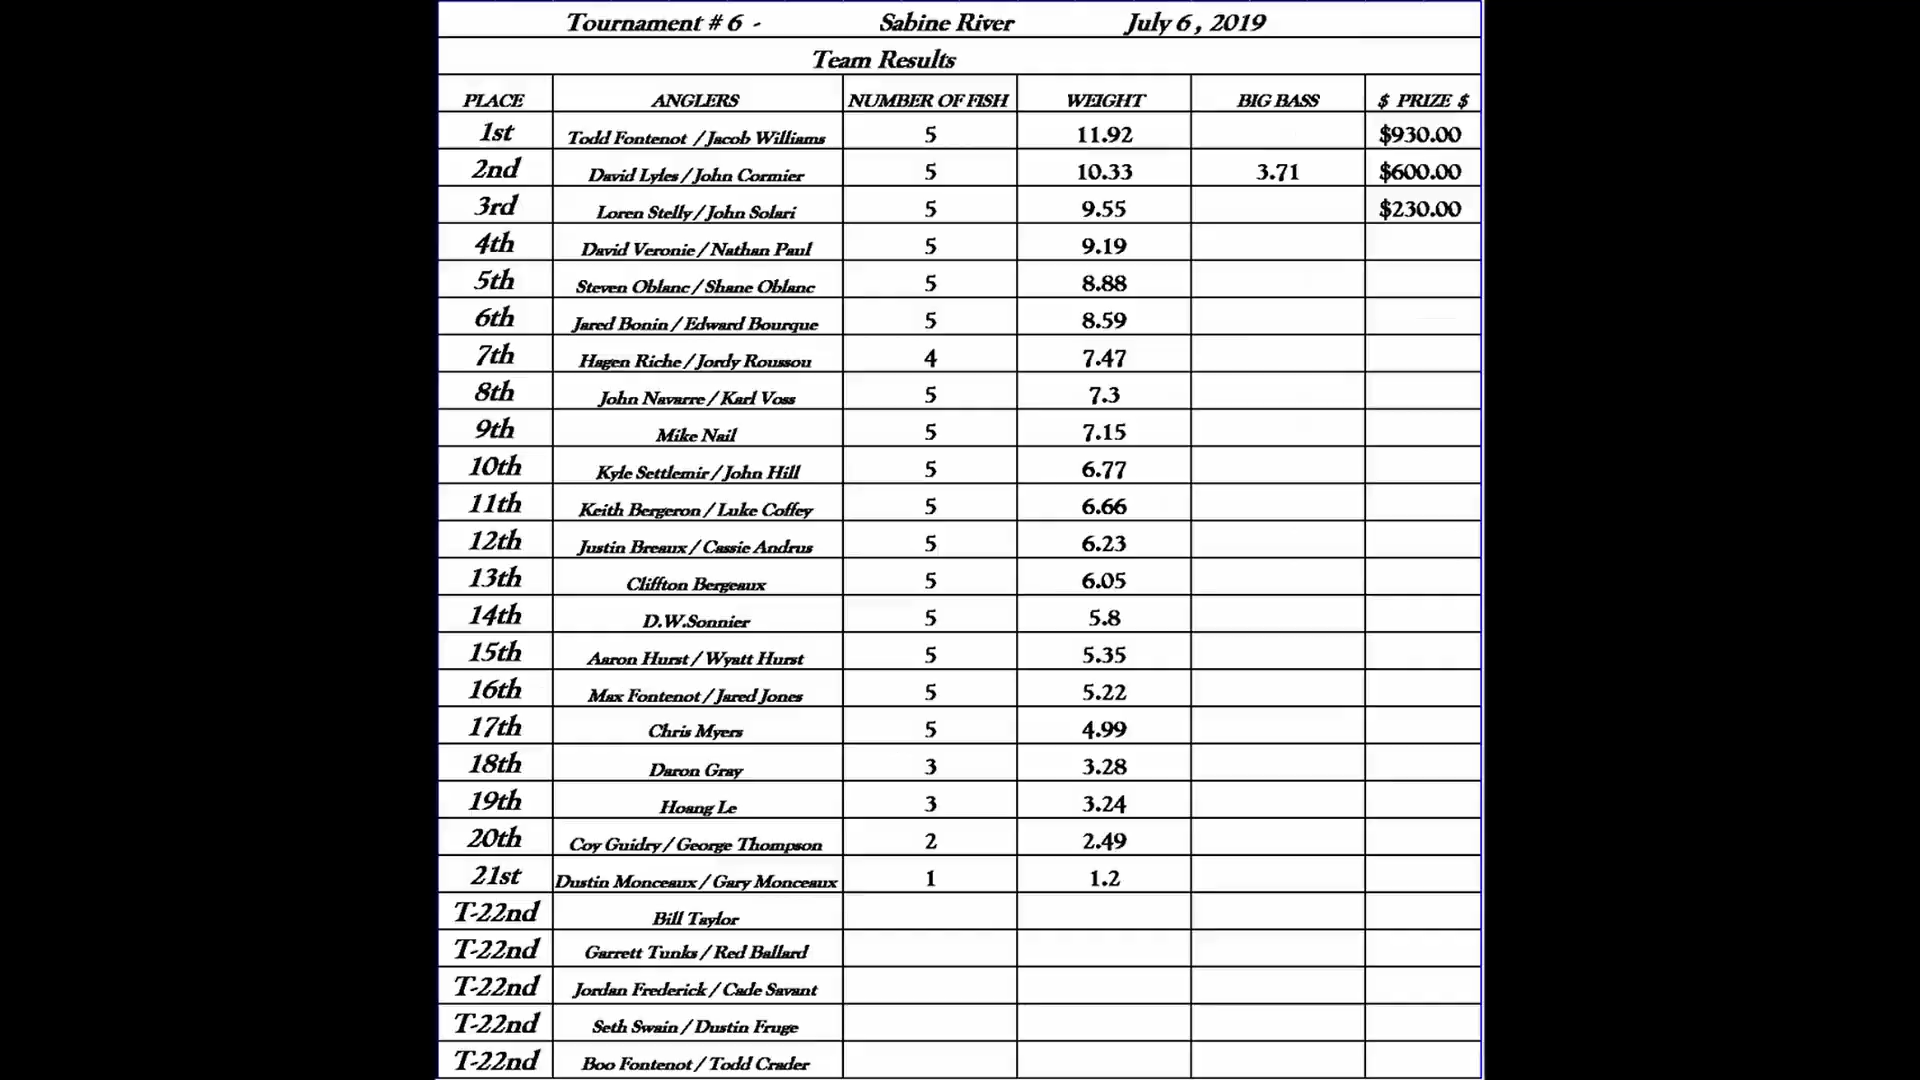 Tournament # 6 - Sabine River July 6 , 2019
Team Results
PLACE ANGLERS NUMBER OF FISH WEIGHT BIG BASS $ PRIZE $
1st Todd Fontenot / Jacob Williams 5 11.92 $930.00
2nd David Lyles / John Cormier 5 10.33 3.71 $600.00
3rd Loren Stelly / John Solari 5 9.55 $230.00
4th David Veronie / Nathan Paul 5 9.19
5th Steven Oblanc / Shane Oblanc 5 8.88
6th Jared Bonin / Edward Bourque 5 8.59
7th Hagen Riche / Jordy Roussou 4 7.47
8th John Navarre / Karl Voss 5 7.3
9th Mike Nail 5 7.15
10th Kyle Settlemir / John Hill 5 6.77
11th Keith Bergeron / Luke Coffey 5 6.66
12th Justin Breaux / Cassie Andrus 5 6.23
13th Cliffton Bergeaux 5 6.05
14th D.W.Sonnier 5 5.8
15th Aaron Hurst / Wyatt Hurst 5 5.35
16th Max Fontenot / Jared Jones 5 5.22
17th Chris Myers 5 4.99
18th Daron Gray 3 3.28
19th Hoang Le 3 3.24
20th Coy Guidry / George Thompson 2 2.49
21st Dustin Monceaux / Gary Monceaux 1 1.2
T-22nd Bill Taylor
T-22nd Garrett Tunks / Red Ballard
T-22nd Jordan Frederick / Cade Savant
T-22nd Seth Swain / Dustin Fruge
T-22nd Boo Fontenot / Todd Crader